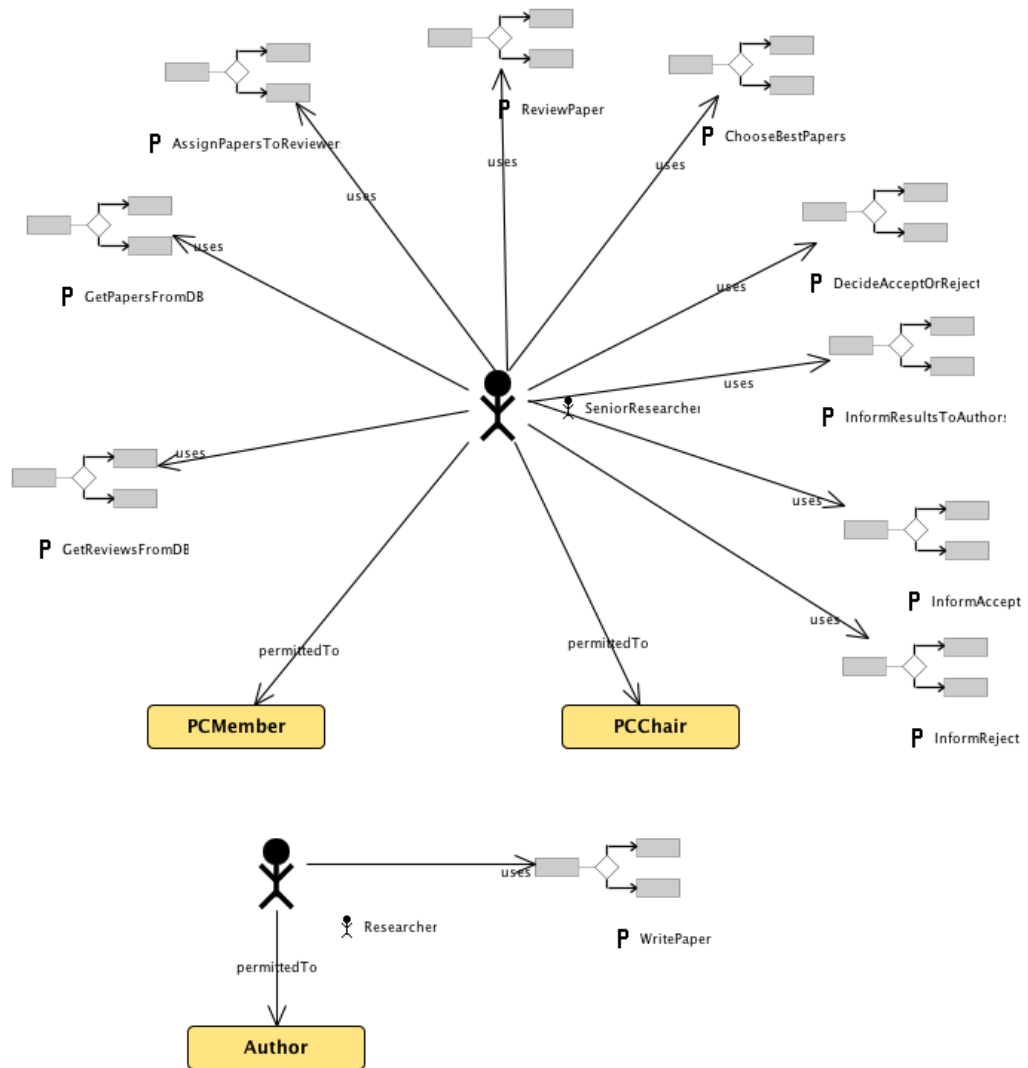 ReviewPaper
P
AssignPapersToReviewer
P
ChooseBestPapers
P
uses
uses
uses
uses
GetPapersFromDB
P
uses
DecideAcceptOrReject
P
uses
SeniorResearcher
InformResultsToAuthors
P
uses
GetReviewsFromDB
P
uses
InformAccept
P
uses
InformReject
P
permittedTo
permittedTo
PCMember
PCChair
uses
Researcher
WritePaper
P
permittedTo
Author